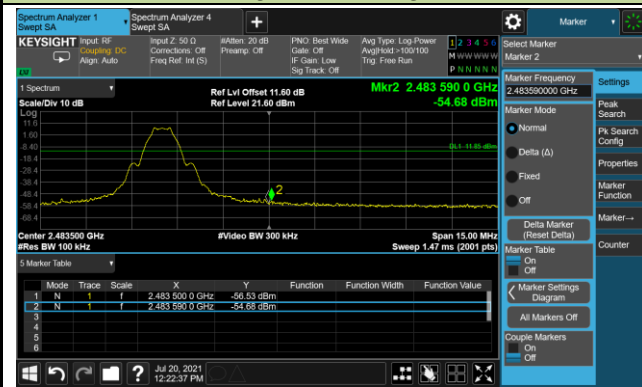 Spectrum Analyzer 1
Swept SA
Spectrum Analyzer 4
Swept SA
+
Marker
KEYSIGHT
Input: RF
Coupling: DC
Align: Auto
Input Z: 50 Ω
Corrections: Off
Freq Ref: Int (S)
#Atten: 20 dB
Preamp: Off
PNO: Best Wide
Gate: Off
IF Gain: Low
Sig Track: Off
Avg Type: Log-Power
Avg|Hold:>100/100
Trig: Free Run
1 2 3 4 5 6
M W W W W W
P N N N N N
Select Marker
Marker 2
1 Spectrum
Scale/Div 10 dB
Ref Lvl Offset 11.60 dB
Ref Level 21.60 dBm
Mkr2 2.483 590 0 GHz
-54.68 dBm
Log
11.6
1.60
-8.40
-18.4
-28.4
-38.4
-48.4
-58.4
-68.4
DL1 -11.85 dBm
2
Center 2.483500 GHz
#Res BW 100 kHz
#Video BW 300 kHz
Span 15.00 MHz
Sweep 1.47 ms (2001 pts)
5 Marker Table
Mode Trace Scale X Y Function Function Width Function Value
1 N 1 f 2.483 500 0 GHz -56.53 dBm
2 N 1 f 2.483 590 0 GHz -54.68 dBm
3
4
5
6
Marker Frequency
2.483590000 GHz
Marker Mode
Normal
Delta (Δ)
Fixed
Off
Delta Marker
(Reset Delta)
Marker Table
On
Off
Marker Settings
Diagram
All Markers Off
Couple Markers
On
Off
Settings
Peak
Search
Pk Search
Config
Properties
Marker
Function
Marker→
Counter
?
Jul 20, 2021
12:22:37 PM